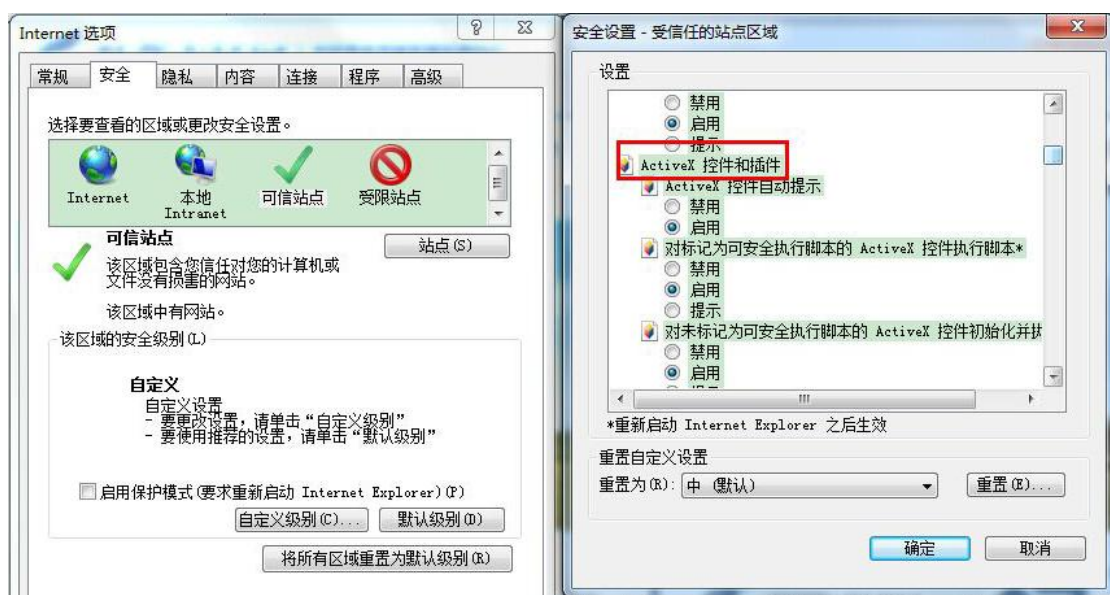 Internet 选项
常规 安全 隐私 内容 连接 程序 高级
选择要查看的区域或更改安全设置。
Internet
本地
Intranet
可信站点
受限站点
可信站点
站点(S)
该区域包含您信任对您的计算机或
文件没有损害的网站。
该区域中有网站。
该区域的安全级别(L)
自定义
自定义设置
- 要更改设置，请单击“自定义级别”
- 要使用推荐的设置，请单击“默认级别”
启用保护模式(要求重新启动 Internet Explorer)(P)
自定义级别(C)... 默认级别(D)
将所有区域重置为默认级别(R)
安全设置 - 受信任的站点区域
设置
禁用
启用
提示
ActiveX 控件和插件
ActiveX 控件自动提示
禁用
启用
对标记为可安全执行脚本的 ActiveX 控件执行脚本*
禁用
启用
提示
对未标记为可安全执行脚本的 ActiveX 控件初始化并执
禁用
启用
*重新启动 Internet Explorer 之后生效
重置自定义设置
重置为(R): 中 (默认) 重置(E)...
确定 取消